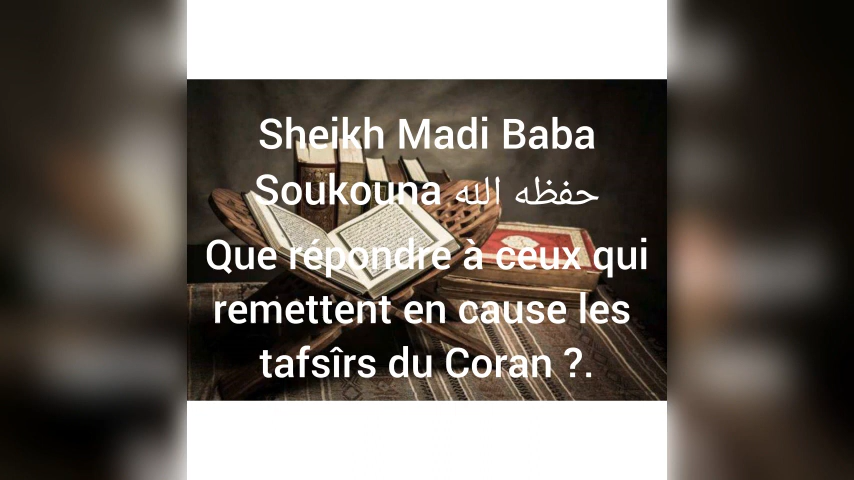 Sheikh Madi Baba
Soukouna حفظه الله
Que répondre à ceux qui
remettent en cause les
tafsîrs du Coran ?.